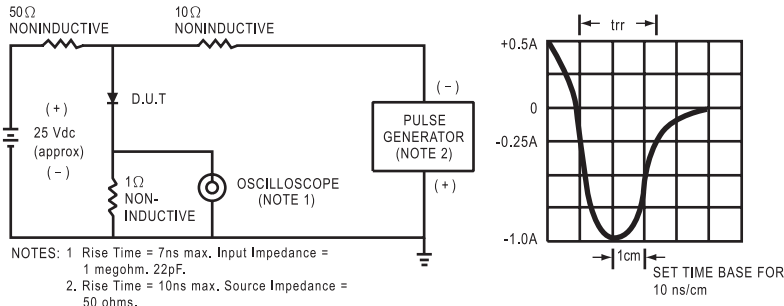 50Ω
NONINDUCTIVE
10Ω
NONINDUCTIVE
(+)
25 Vdc
(approx)
(−)
D.U.T
1Ω
NON-
INDUCTIVE
OSCILLOSCOPE
(NOTE 1)
(−)
PULSE
GENERATOR
(NOTE 2)
(+)
NOTES: 1 Rise Time = 7ns max. Input Impedance =
1 megohm. 22pF.
2. Rise Time = 10ns max. Source Impedance =
50 ohms.
trr
+0.5A
0
-0.25A
-1.0A
1cm
SET TIME BASE FOR
10 ns/cm